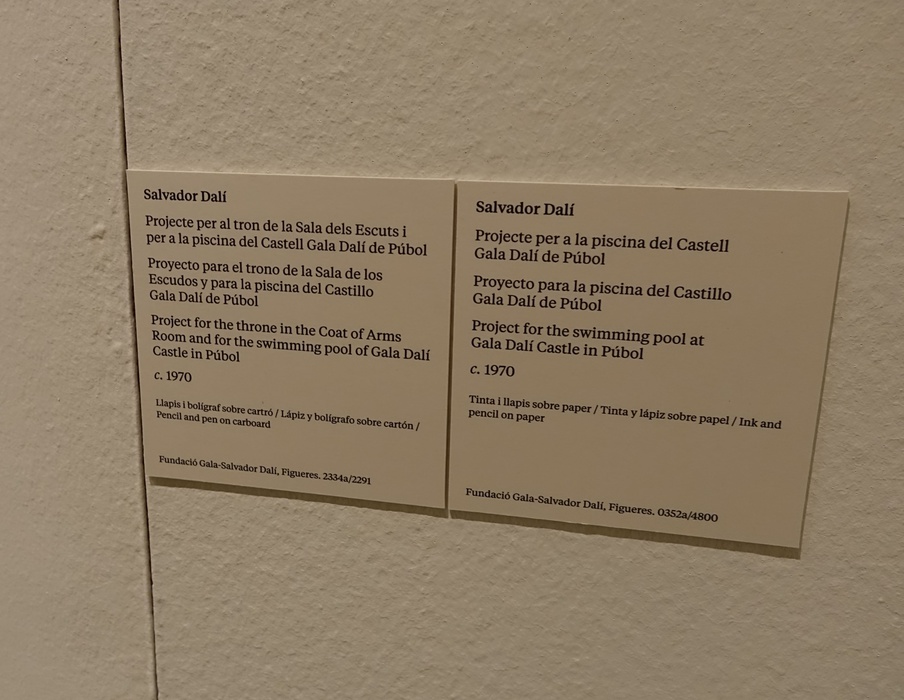 Salvador Dalí
Projecte per al tron de la Sala dels Escuts i
per a la piscina del Castell Gala Dalí de Púbol
Proyecto para el trono de la Sala de los
Escudos y para la piscina del Castillo
Gala Dalí de Púbol
Project for the throne in the Coat of Arms
Room and for the swimming pool of Gala Dalí
Castle in Púbol
c. 1970
Llapis i bolígraf sobre cartró / Lápiz y bolígrafo sobre cartón /
Pencil and pen on carboard
Fundació Gala-Salvador Dalí, Figueres. 2334a/2291
Salvador Dalí
Projecte per a la piscina del Castell
Gala Dalí de Púbol
Proyecto para la piscina del Castillo
Gala Dalí de Púbol
Project for the swimming pool at
Gala Dalí Castle in Púbol
c. 1970
Tinta i llapis sobre paper / Tinta y lápiz sobre papel / Ink and
pencil on paper
Fundació Gala-Salvador Dalí, Figueres. 0352a/4800